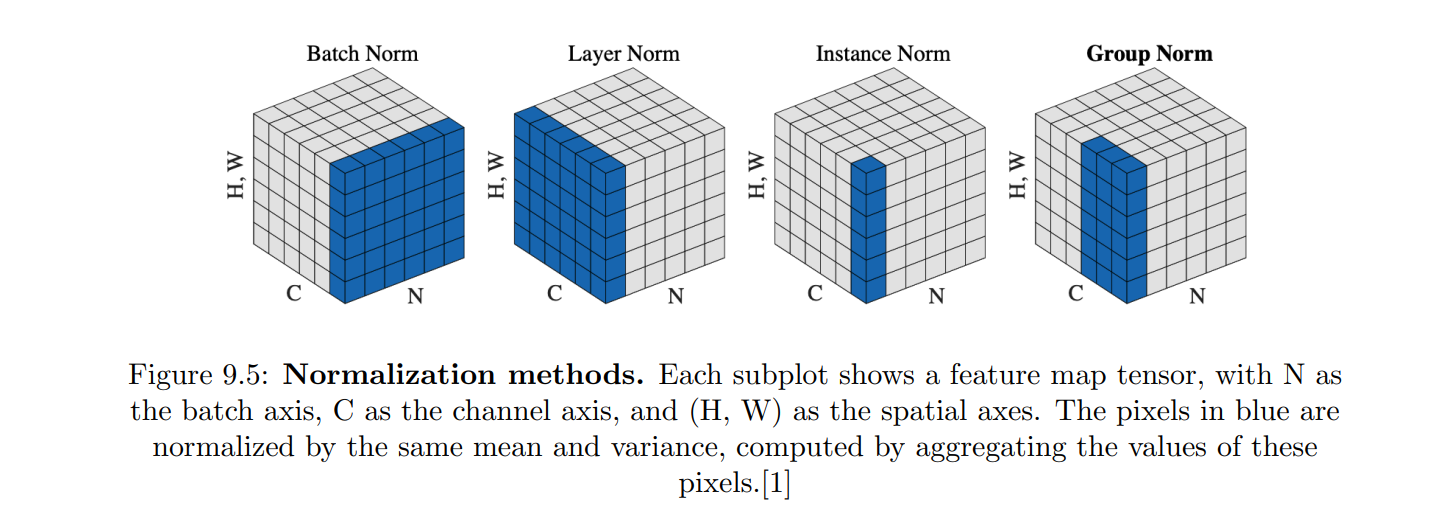 Batch Norm
Layer Norm
Instance Norm
Group Norm
H, W
C
N
H, W
C
N
H, W
C
N
H, W
C
N
Figure 9.5: Normalization methods. Each subplot shows a feature map tensor, with N as
the batch axis, C as the channel axis, and (H, W) as the spatial axes. The pixels in blue are
normalized by the same mean and variance, computed by aggregating the values of these
pixels.[1]